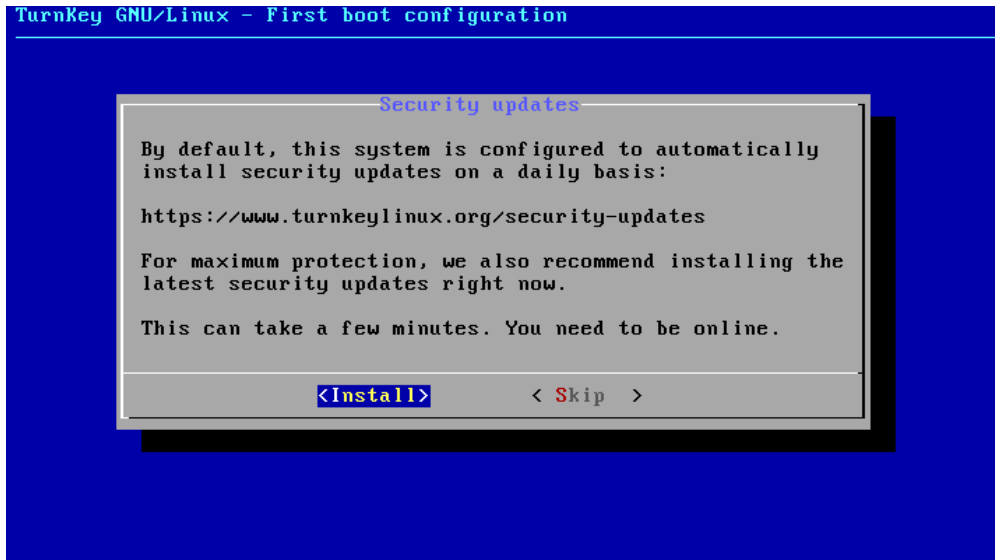 TurnKey GNU/Linux - First boot configuration
Security updates
By default, this system is configured to automatically
install security updates on a daily basis:
https://www.turnkeylinux.org/security-updates
For maximum protection, we also recommend installing the
latest security updates right now.
This can take a few minutes. You need to be online.
<Install> < Skip >